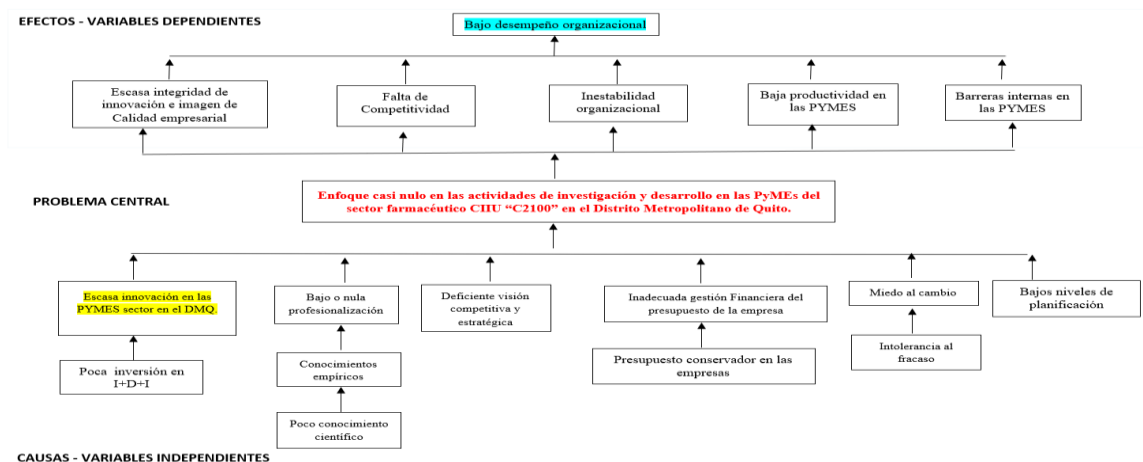 EFECTOS - VARIABLES DEPENDIENTES
Bajo desempeño organizacional
Escasa integridad de
innovación e imagen de
Calidad empresarial
Falta de
Competitividad
Inestabilidad
organizacional
Baja productividad en
las PYMES
Barreras internas en
las PYMES
PROBLEMA CENTRAL
Enfoque casi nulo en las actividades de investigación y desarrollo en las PyMEs del
sector farmacéutico CIIU “C2100” en el Distrito Metropolitano de Quito.
Escasa innovación en las
PYMES sector en el DMQ.
Bajo o nula
profesionalización
Deficiente visión
competitiva y
estratégica
Inadecuada gestión Financiera del
presupuesto de la empresa
Miedo al cambio
Bajos niveles de
planificación
Poca inversión en
I+D+I
Conocimientos
empíricos
Presupuesto conservador en las
empresas
Intolerancia al
fracaso
Poco conocimiento
científico
CAUSAS - VARIABLES INDEPENDIENTES